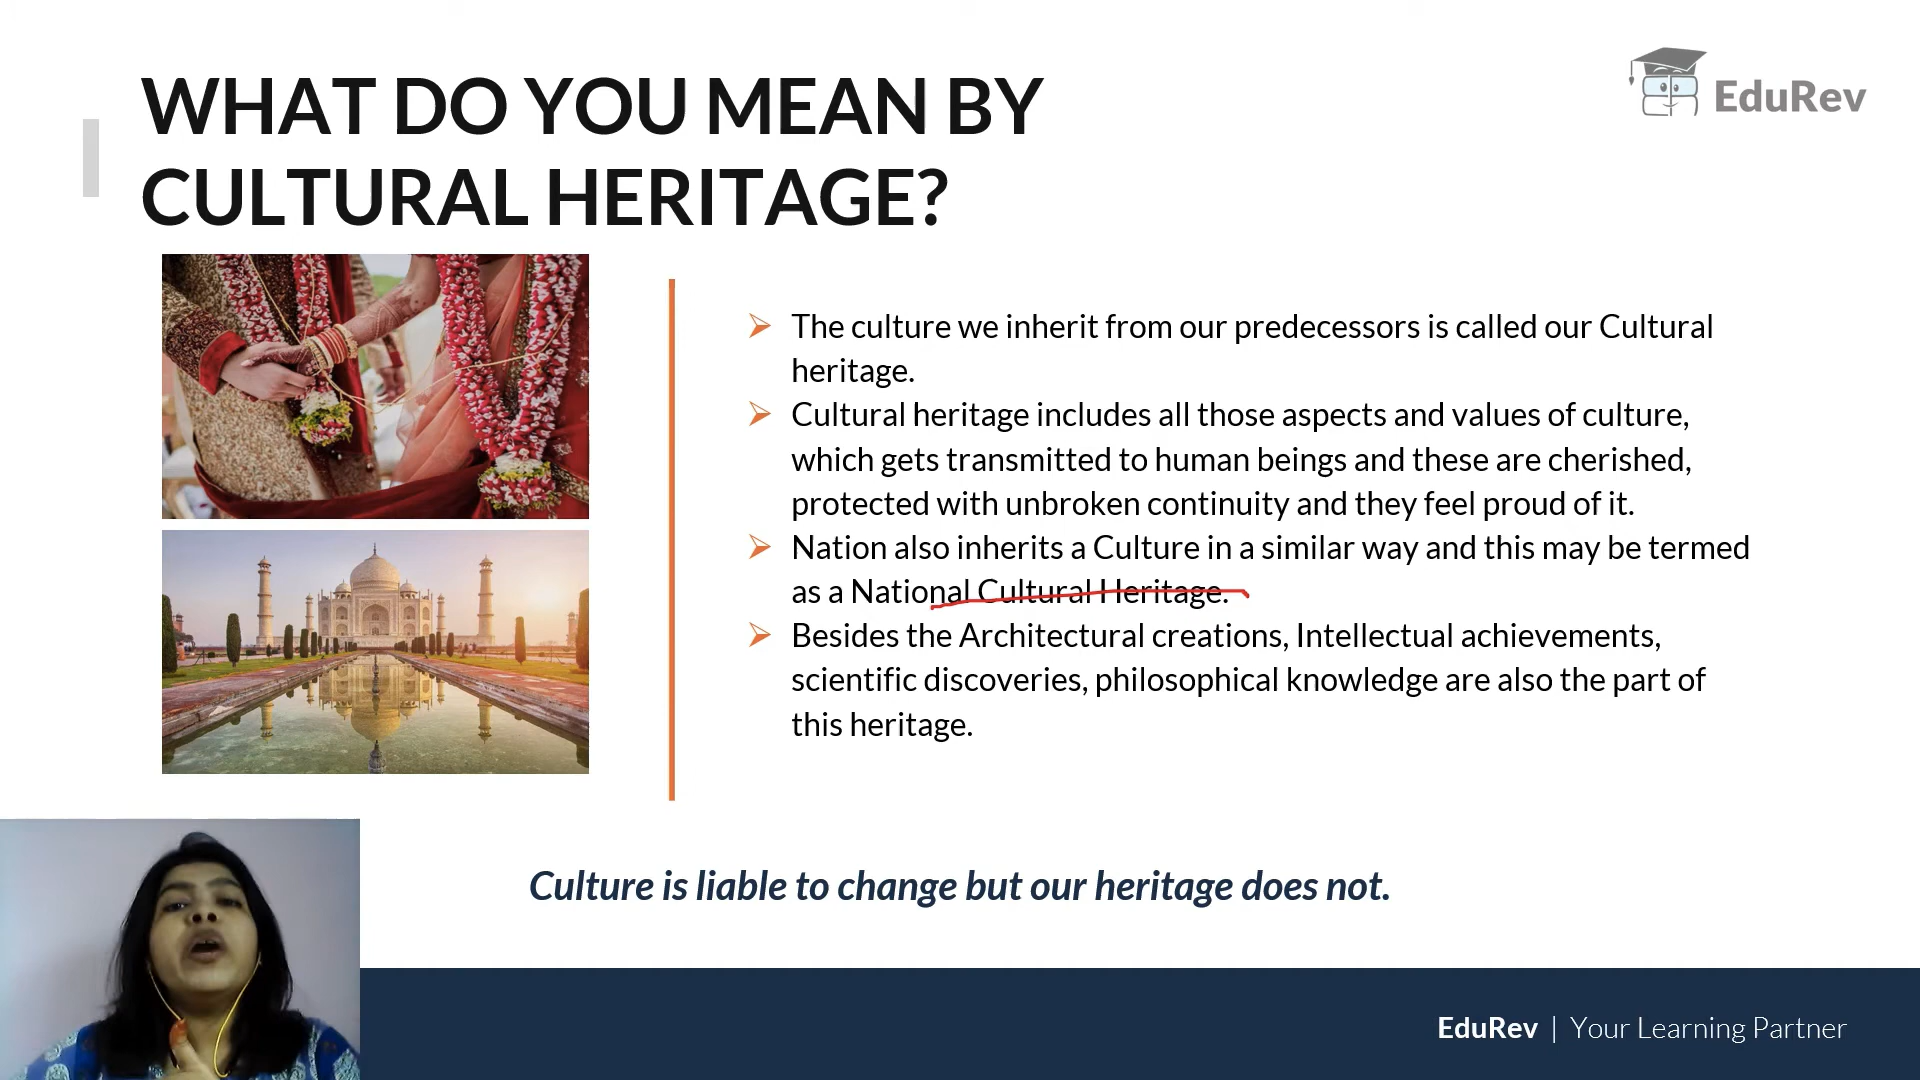 WHAT DO YOU MEAN BY
CULTURAL HERITAGE?
EduRev
➢ The culture we inherit from our predecessors is called our Cultural
heritage.
➢ Cultural heritage includes all those aspects and values of culture,
which gets transmitted to human beings and these are cherished,
protected with unbroken continuity and they feel proud of it.
➢ Nation also inherits a Culture in a similar way and this may be termed
as a National Cultural Heritage.
➢ Besides the Architectural creations, Intellectual achievements,
scientific discoveries, philosophical knowledge are also the part of
this heritage.
Culture is liable to change but our heritage does not.
EduRev | Your Learning Partner